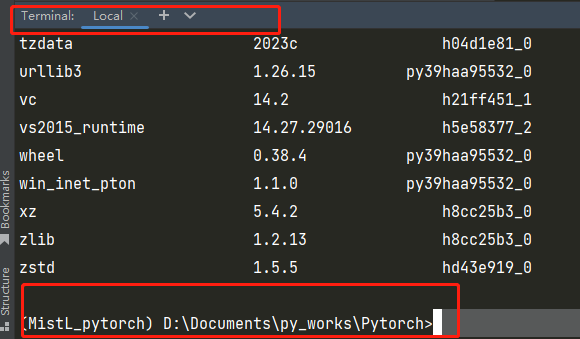 Terminal: Local × + 
tzdata 2023c h04d1e81_0
urllib3 1.26.15 py39haa95532_0
vc 14.2 h21ff451_1
vs2015_runtime 14.27.29016 h5e58377_2
wheel 0.38.4 py39haa95532_0
win_inet_pton 1.1.0 py39haa95532_0
xz 5.4.2 h8cc25b3_0
zlib 1.2.13 h8cc25b3_0
zstd 1.5.5 hd43e919_0
(MistL_pytorch) D:\Documents\py_works\Pytorch>
Bookmarks
Structure